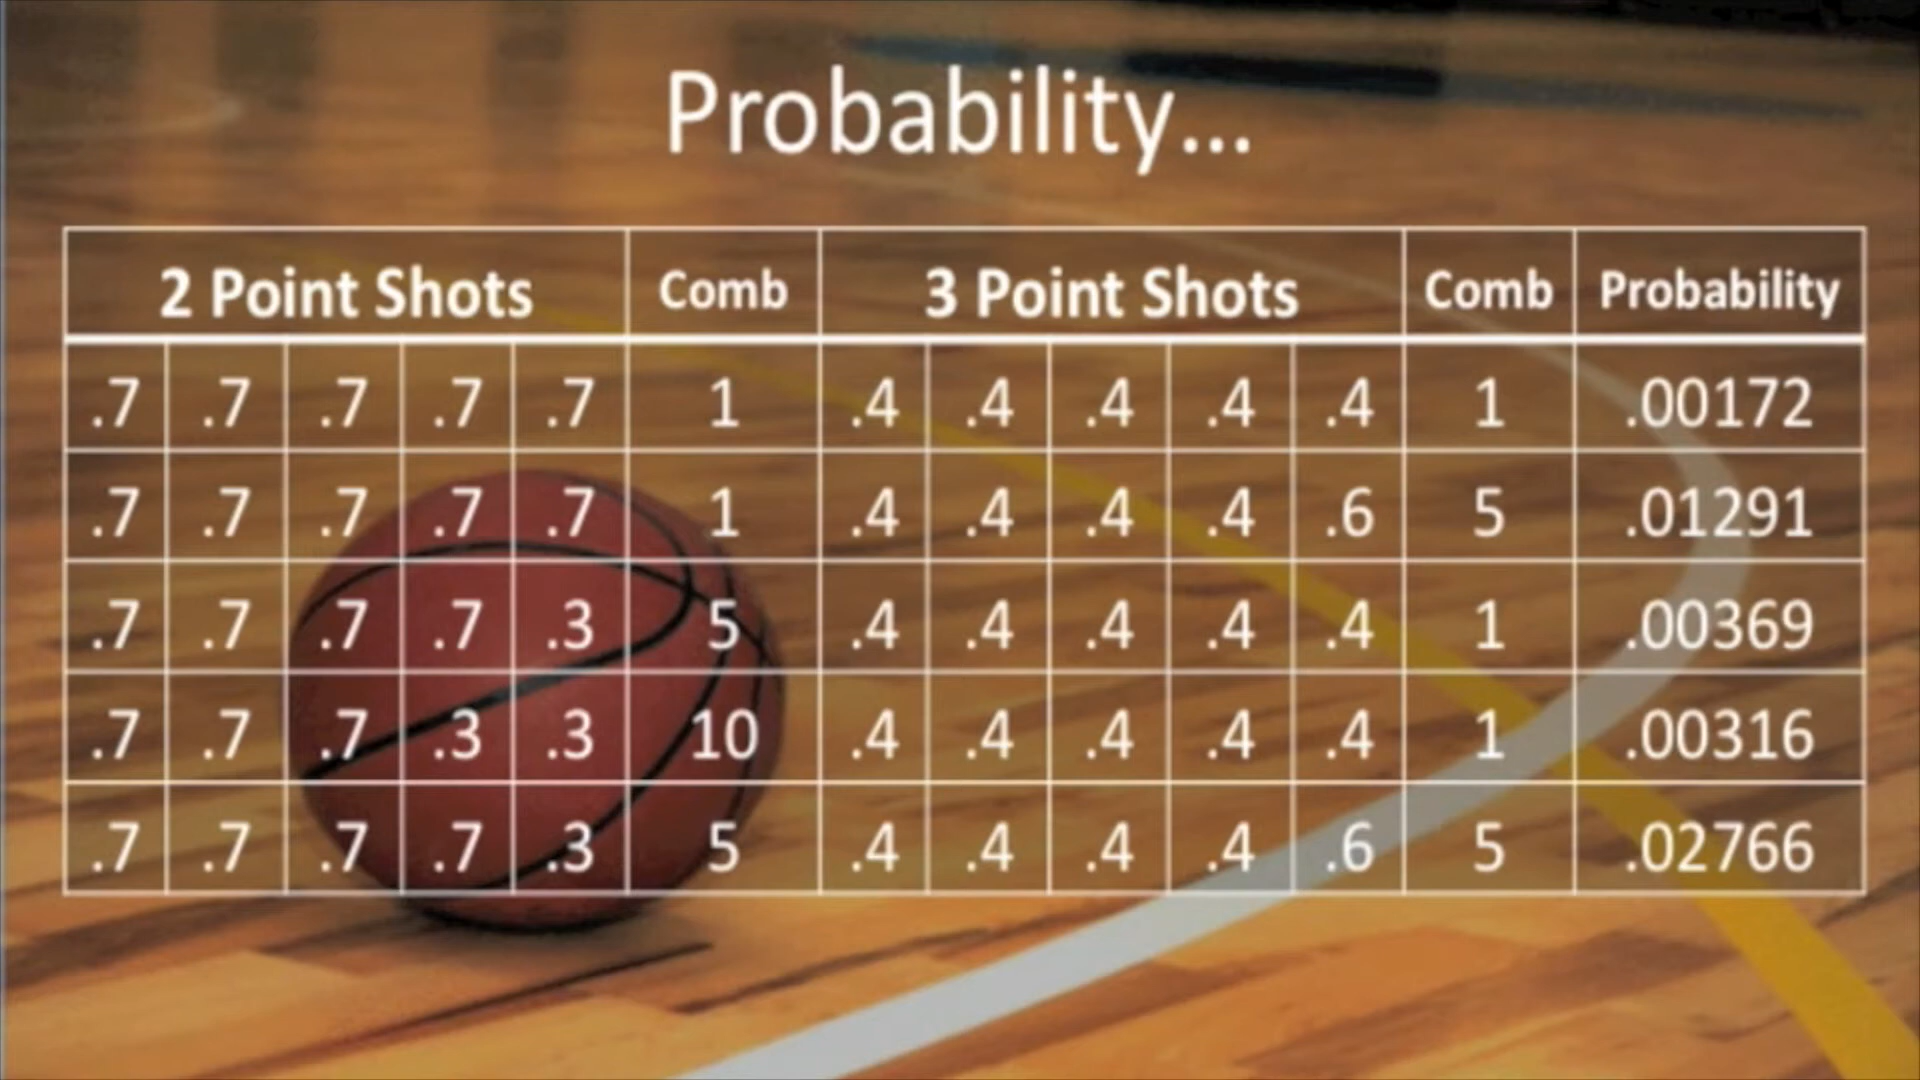 Probability...
2 Point Shots Comb 3 Point Shots Comb Probability
.7 .7 .7 .7 .7 1 .4 .4 .4 .4 .4 1 .00172
.7 .7 .7 .7 .7 1 .4 .4 .4 .4 .6 5 .01291
.7 .7 .7 .7 .3 5 .4 .4 .4 .4 .4 1 .00369
.7 .7 .7 .3 .3 10 .4 .4 .4 .4 .4 1 .00316
.7 .7 .7 .7 .3 5 .4 .4 .4 .4 .6 5 .02766